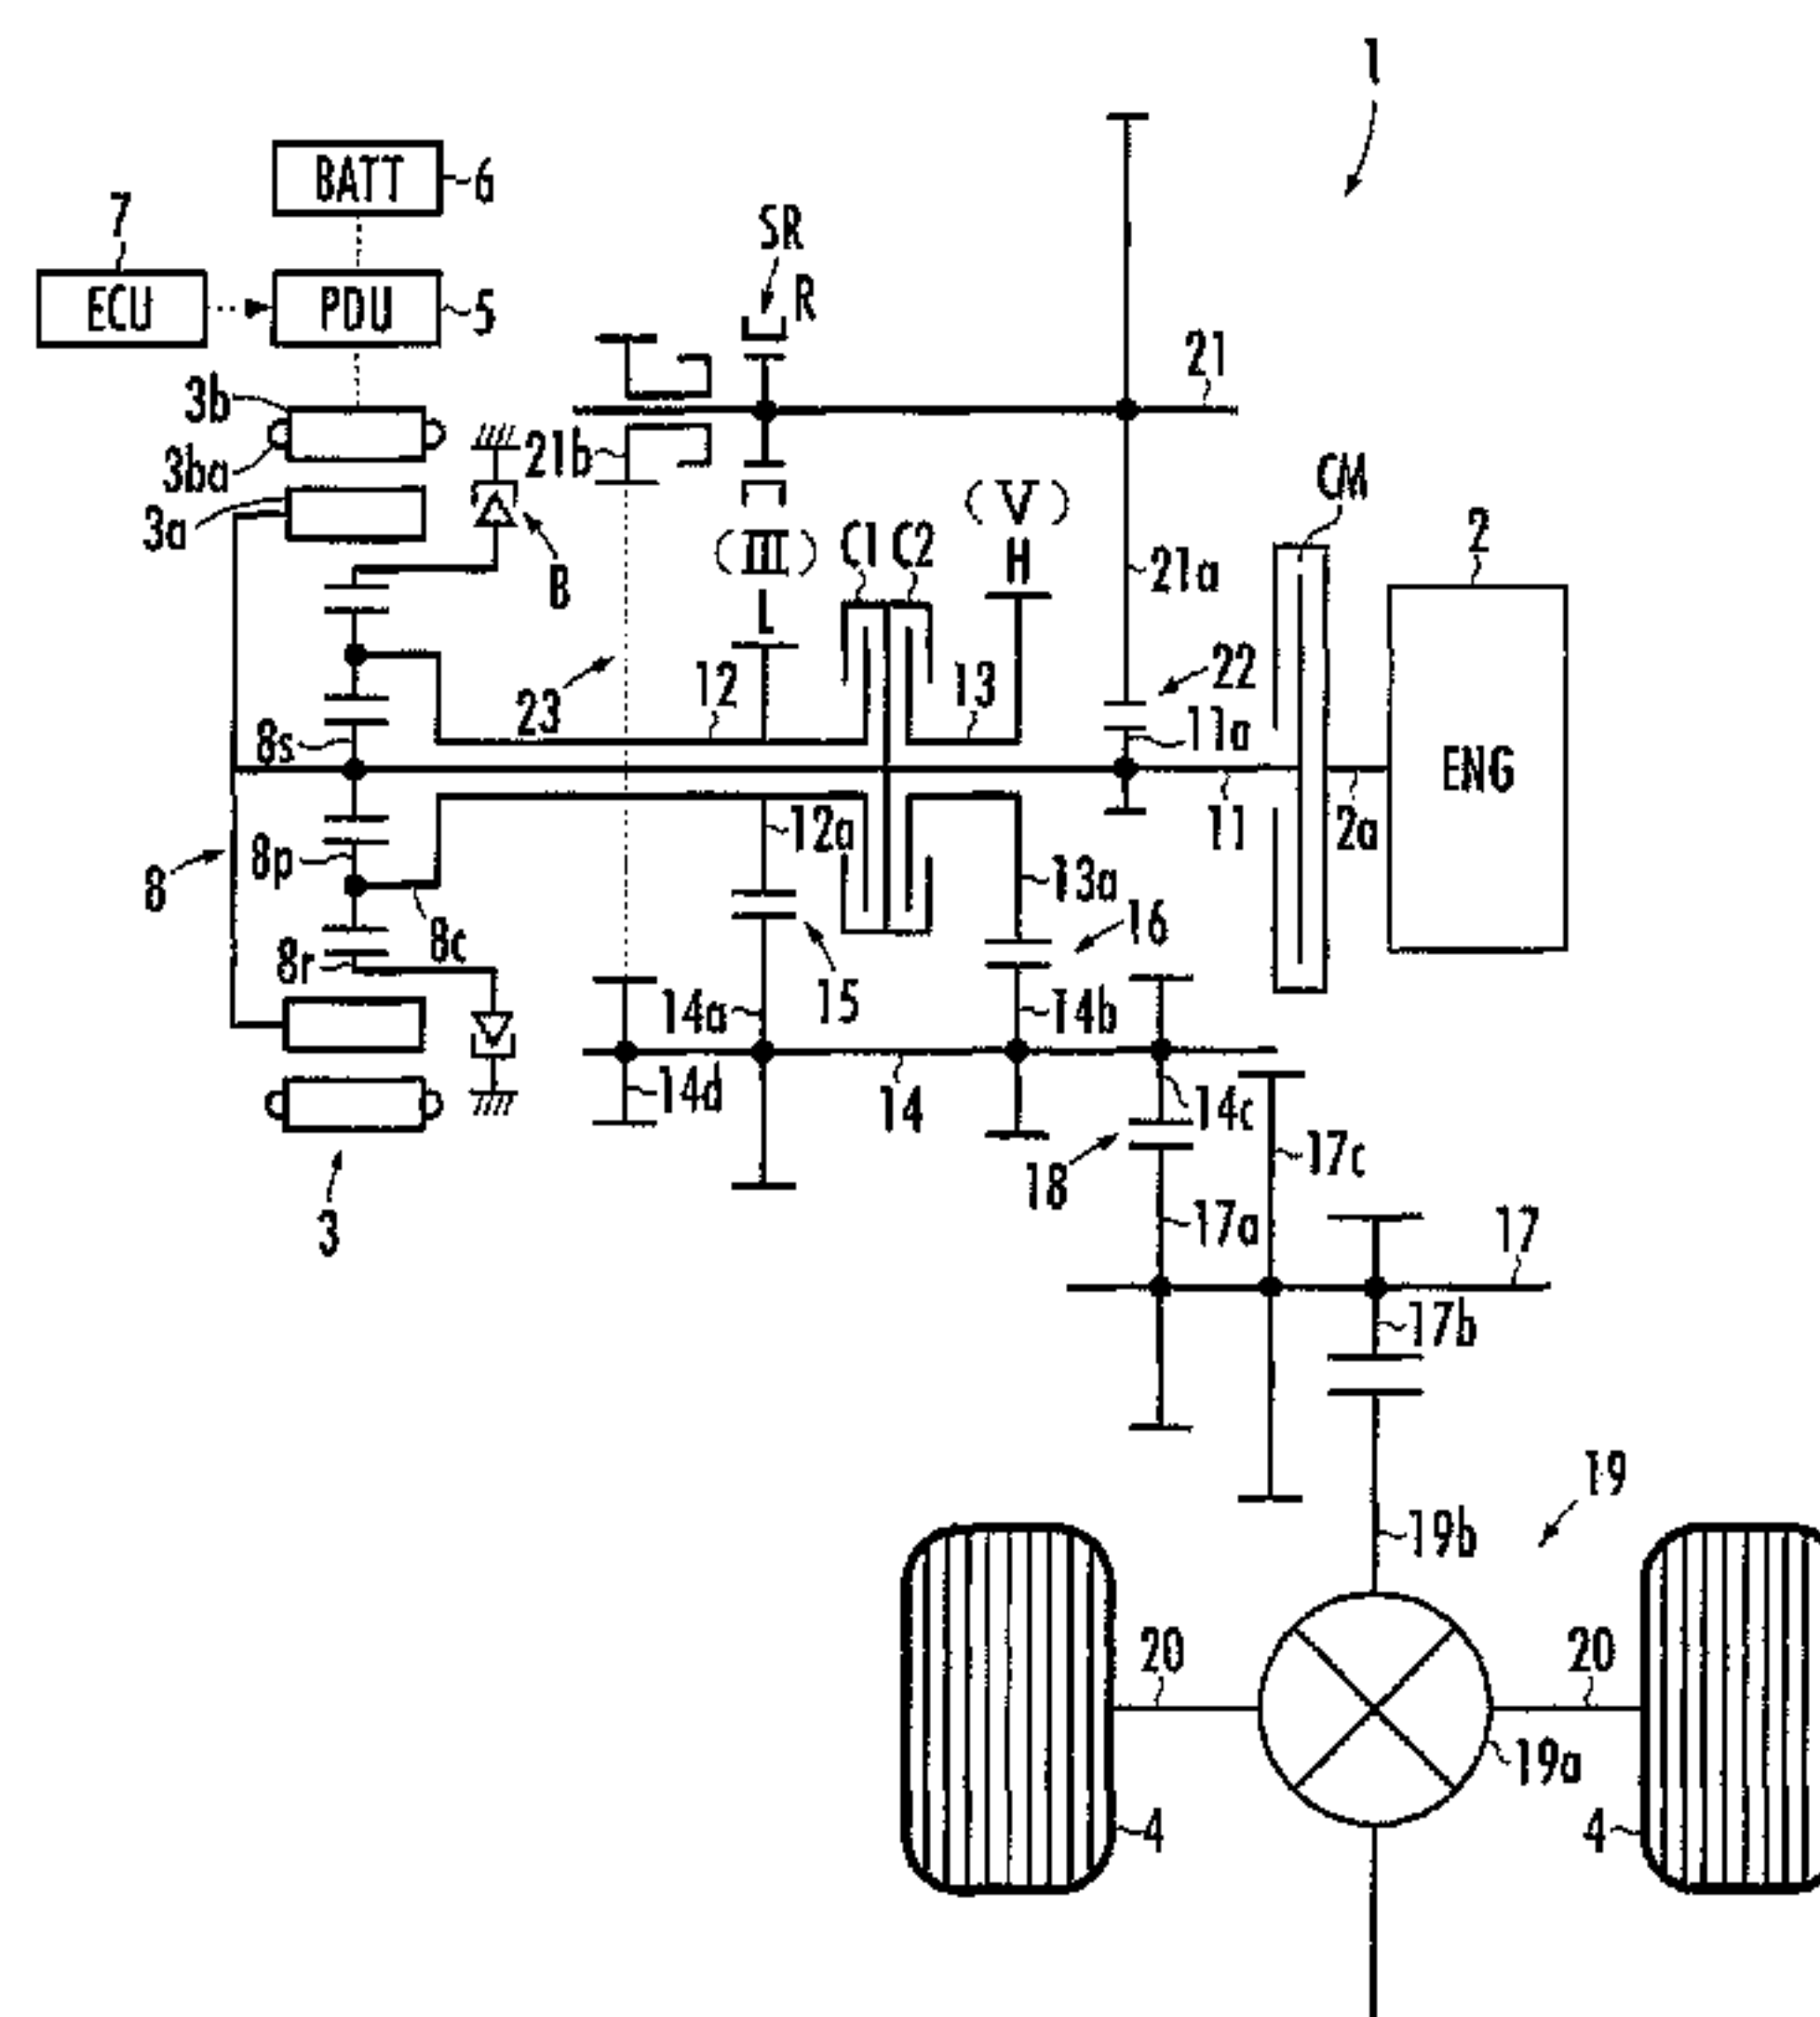 1
BATT
6
7
SR
R
ECU
PDU
5
21
3b
3ba
21b
CM
(V)
2
3a
(III)
C1
C2
H
21a
B
L
22
23
12
13
8s
11a
ENG
8p
12a
11
2a
8
13a
8c
16
8r
14a
15
14b
14d
14
14c
18
17c
3
17a
17
17b
19
19b
20
20
19a
4
4